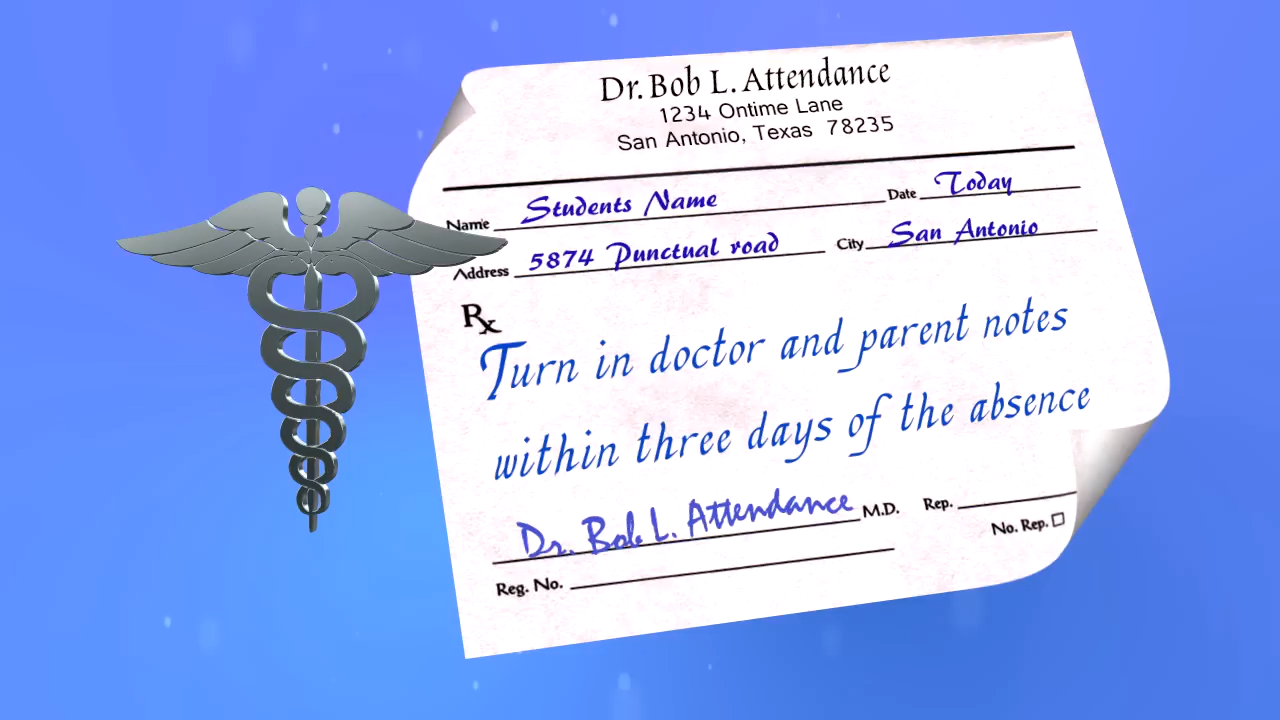 Dr. Bob L. Attendance
1234 Ontime Lane
San Antonio, Texas 78235
Name Students Name Date Today
Address 5874 Punctual road City San Antonio
Rx
Turn in doctor and parent notes
within three days of the absence
Dr. Bob L. Attendance M.D. Rep.
No. Rep.
Reg. No.